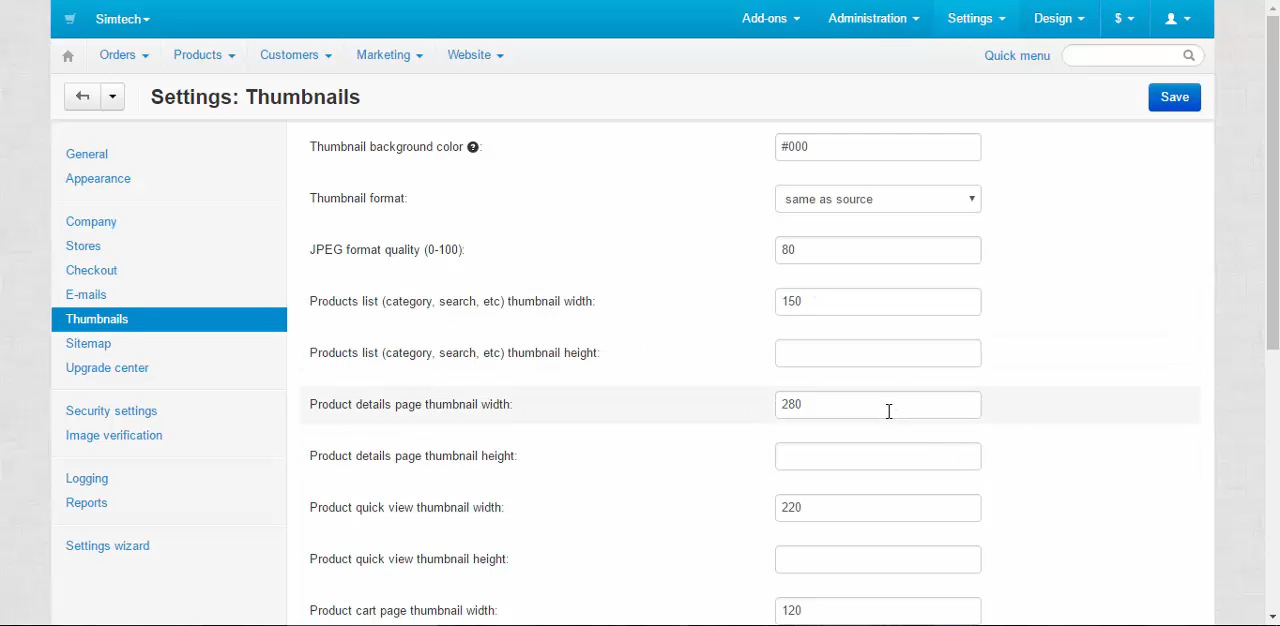 Simtech
Add-ons
Administration
Settings
Design
$
Orders
Products
Customers
Marketing
Website
Quick menu
Settings: Thumbnails
Save
General
Appearance
Company
Stores
Checkout
E-mails
Thumbnails
Sitemap
Upgrade center
Security settings
Image verification
Logging
Reports
Settings wizard
Thumbnail background color ?: #000
Thumbnail format: same as source
JPEG format quality (0-100): 80
Products list (category, search, etc) thumbnail width: 150
Products list (category, search, etc) thumbnail height:
Product details page thumbnail width: 280
Product details page thumbnail height:
Product quick view thumbnail width: 220
Product quick view thumbnail height:
Product cart page thumbnail width: 120